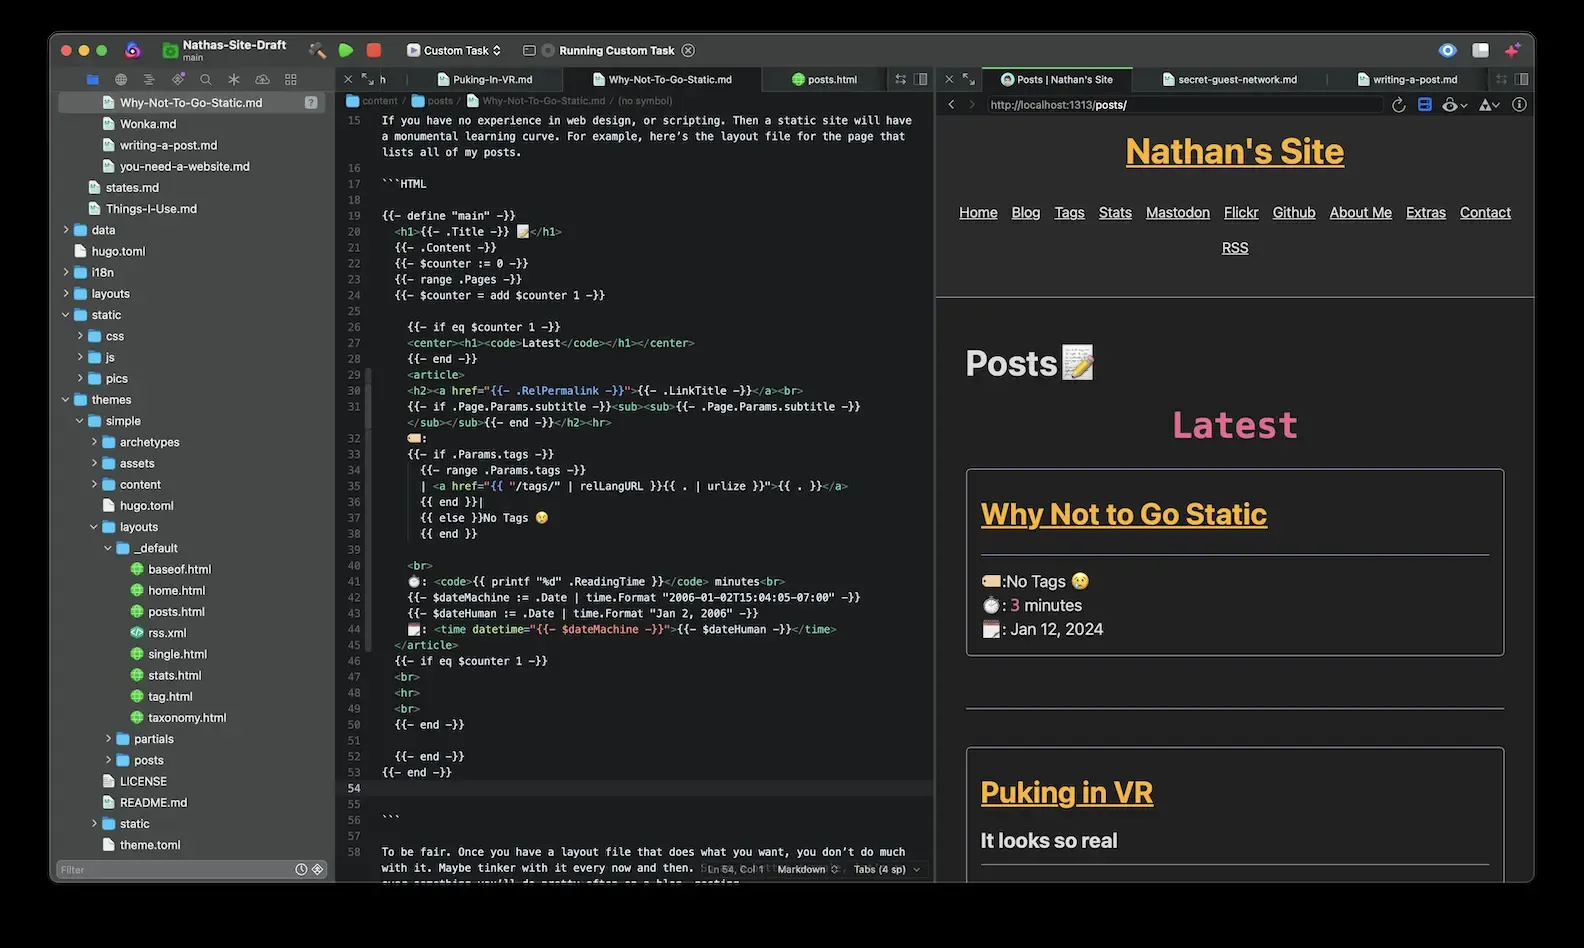 Nathas-Site-Draft
main
Custom Task
Running Custom Task
h
Puking-In-VR.md
Why-Not-To-Go-Static.md
posts.html
Posts | Nathan's Site
secret-guest-network.md
writing-a-post.md
Why-Not-To-Go-Static.md
?
Wonka.md
writing-a-post.md
you-need-a-website.md
states.md
Things-I-Use.md
data
hugo.toml
i18n
layouts
static
css
js
pics
themes
simple
archetypes
assets
content
hugo.toml
layouts
_default
baseof.html
home.html
posts.html
rss.xml
single.html
stats.html
tag.html
taxonomy.html
partials
posts
LICENSE
README.md
static
theme.toml
Filter
content / posts / Why-Not-To-Go-Static.md / (no symbol)
15 If you have no experience in web design, or scripting. Then a static site will have
a monumental learning curve. For example, here's the layout file for the page that
lists all of my posts.
16
17 ```HTML
18
19 {{- define "main" -}}
20 <h1>{{- .Title -}} 📝</h1>
21 {{- .Content -}}
22 {{- $counter := 0 -}}
23 {{- range .Pages -}}
24 {{- $counter = add $counter 1 -}}
25
26 {{- if eq $counter 1 -}}
27 <center><h1><code>Latest</code></h1></center>
28 {{- end -}}
29 <article>
30 <h2><a href="{{- .RelPermalink -}}">{{- .LinkTitle -}}</a><br>
31 {{- if .Page.Params.subtitle -}}<sub><sub>{{- .Page.Params.subtitle -}}
</sub></sub>{{- end -}}</h2><hr>
32 🏷️:
33 {{- if .Params.tags -}}
34 {{- range .Params.tags -}}
35 | <a href="{{ "/tags/" | relLangURL }}{{ . | urlize }}">{{ . }}</a>
36 {{ end }}|
37 {{ else }}No Tags 😢
38 {{ end }}
39
40 <br>
41 ⏱️: <code>{{ printf "%d" .ReadingTime }}</code> minutes<br>
42 {{- $dateMachine := .Date | time.Format "2006-01-02T15:04:05-07:00" -}}
43 {{- $dateHuman := .Date | time.Format "Jan 2, 2006" -}}
44 🗓️: <time datetime="{{- $dateMachine -}}">{{- $dateHuman -}}</time>
45 </article>
46 {{- if eq $counter 1 -}}
47 <br>
48 <hr>
49 <br>
50 {{- end -}}
51
52 {{- end -}}
53 {{- end -}}
54
55
56 ```
57
58 To be fair. Once you have a layout file that does what you want, you don't do much
with it. Maybe tinker with it every now and then.
Ln 54, Col 1 Markdown Tabs (4 sp)
http://localhost:1313/posts/
Nathan's Site
Home Blog Tags Stats Mastodon Flickr Github About Me Extras Contact
RSS
Posts📝
Latest
Why Not to Go Static
🏷️:No Tags 😢
⏱️: 3 minutes
🗓️: Jan 12, 2024
Puking in VR
It looks so real